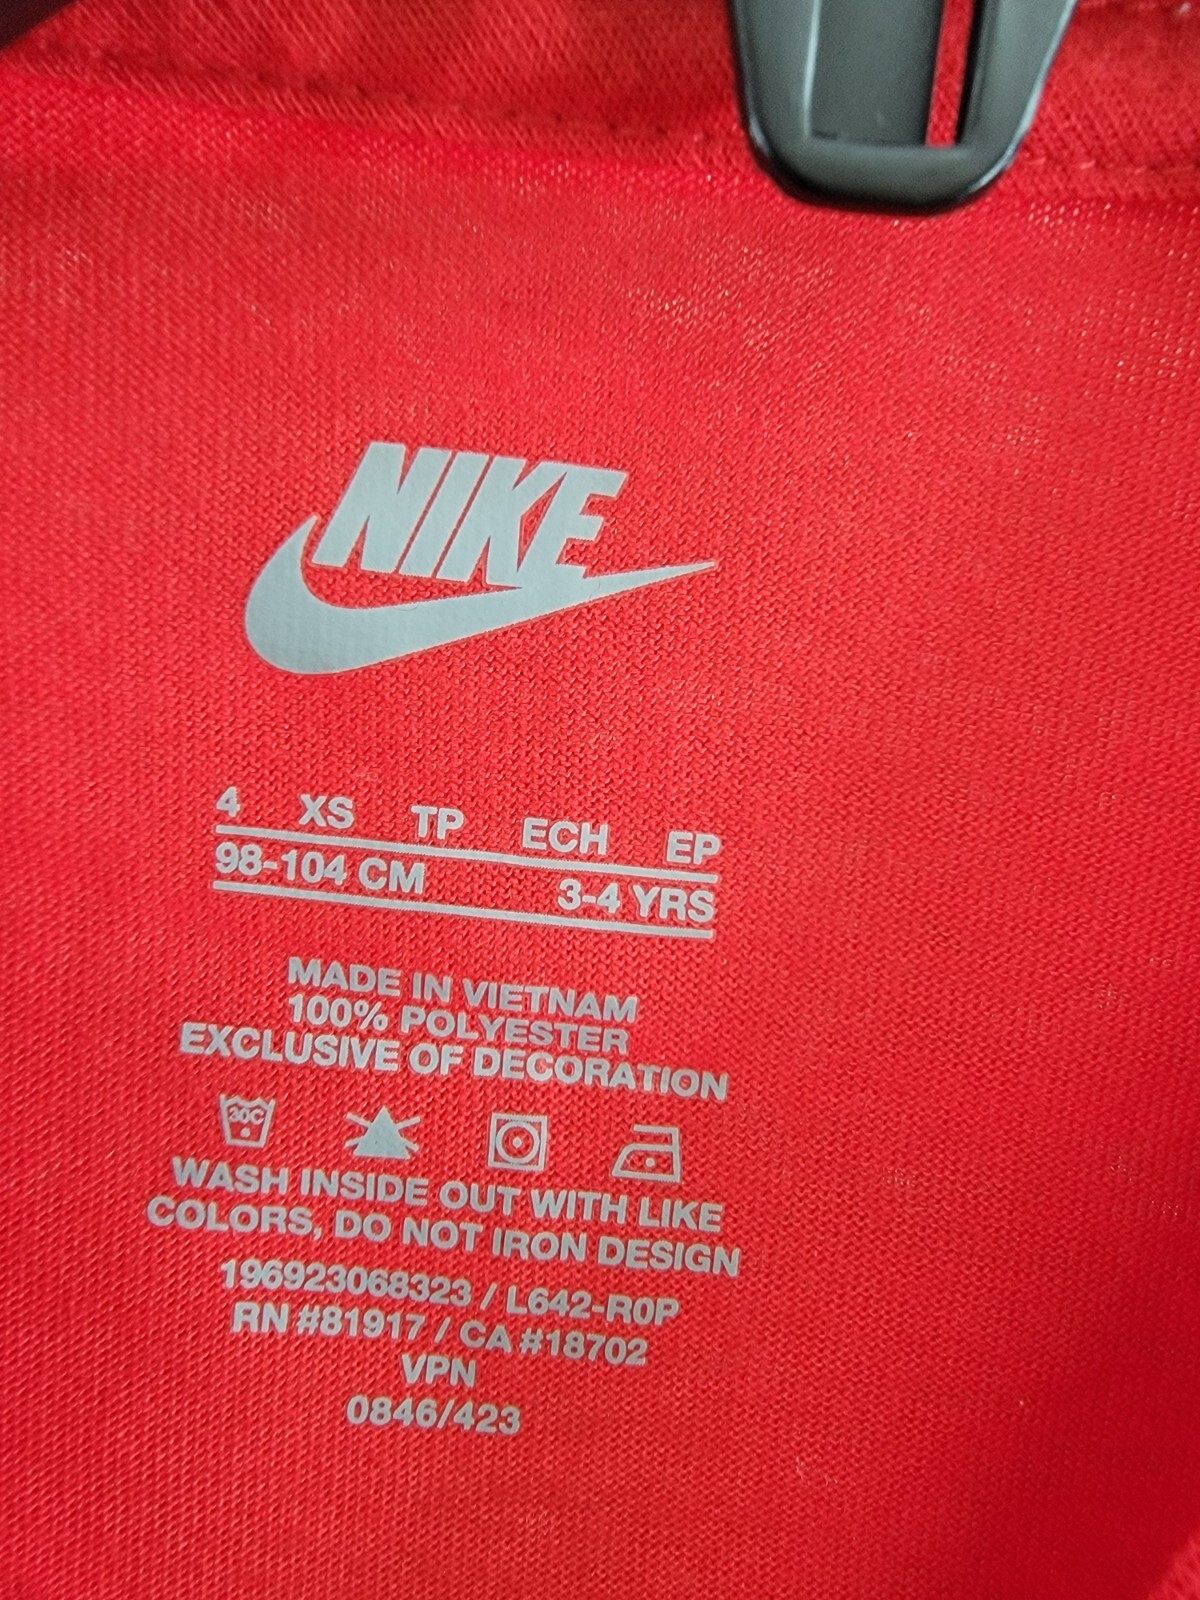 NIKE
4 XS TP ECH EP
98-104 CM 3-4 YRS
MADE IN VIETNAM
100% POLYESTER
EXCLUSIVE OF DECORATION
30C
WASH INSIDE OUT WITH LIKE
COLORS, DO NOT IRON DESIGN
196923068323 / L642-R0P
RN #81917 / CA #18702
VPN
0846/423